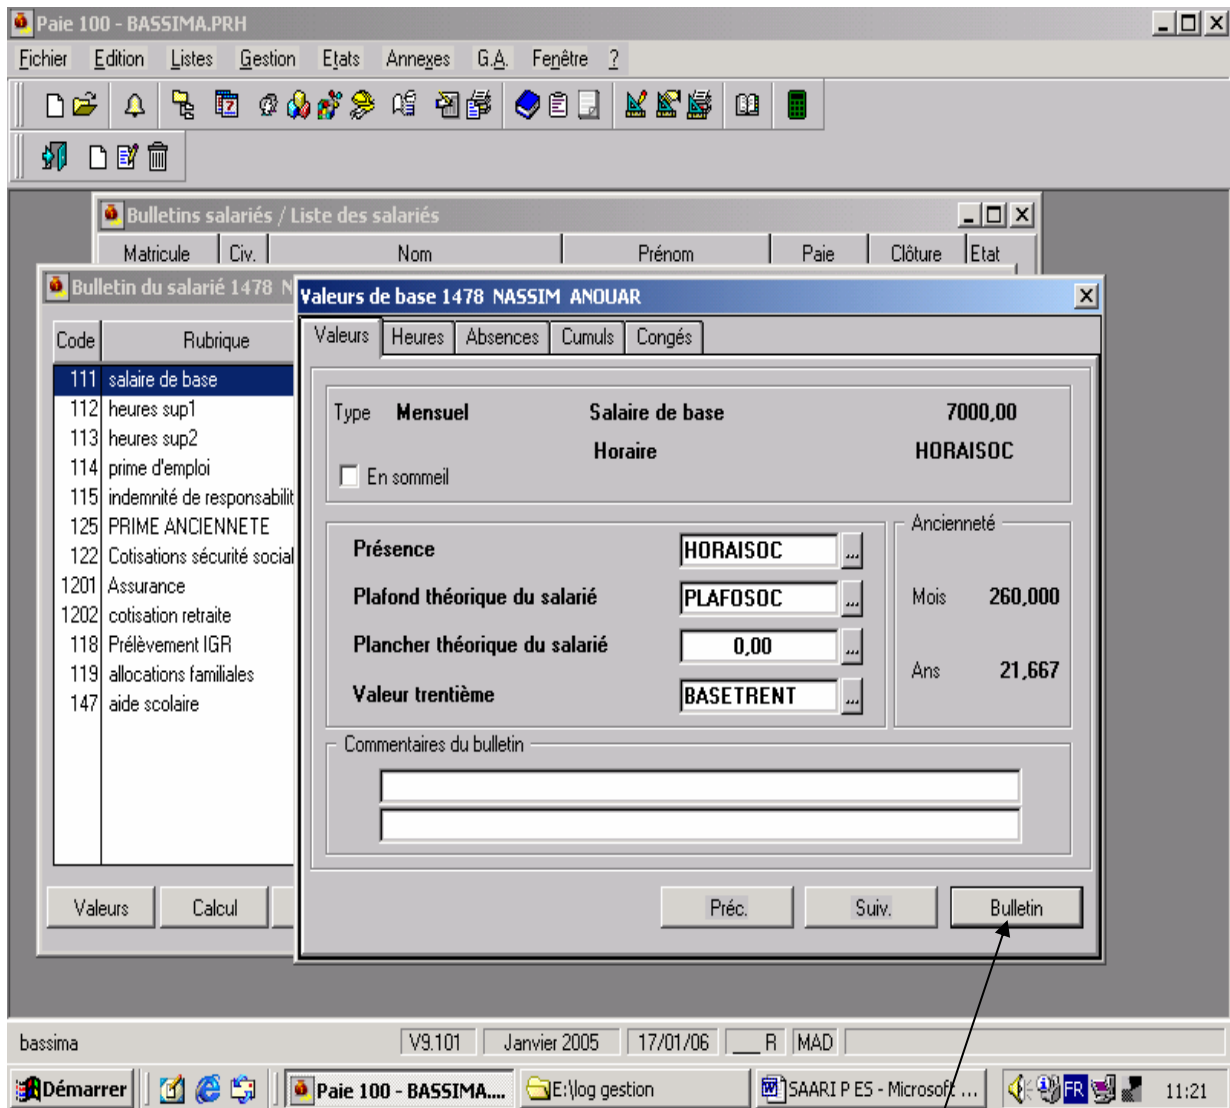 Paie 100 - BASSIMA.PRH
Fichier Edition Listes Gestion Etats Annexes G.A. Fenêtre ?
Bulletins salariés / Liste des salariés
Matricule Civ. Nom Prénom Paie Clôture Etat
Bulletin du salarié 1478 N
Valeurs de base 1478 NASSIM ANOUAR
Valeurs Heures Absences Cumuls Congés
Code Rubrique
111 salaire de base
112 heures sup1
113 heures sup2
114 prime d'emploi
115 indemnité de responsabilit
125 PRIME ANCIENNETE
122 Cotisations sécurité social
1201 Assurance
1202 cotisation retraite
118 Prélèvement IGR
119 allocations familiales
147 aide scolaire
Type Mensuel Salaire de base 7000,00
Horaire HORAISOC
En sommeil
Ancienneté
Présence HORAISOC ...
Plafond théorique du salarié PLAFOSOC ...
Mois 260,000
Plancher théorique du salarié 0,00 ...
Ans 21,667
Valeur trentième BASETRENT ...
Commentaires du bulletin
Valeurs Calcul
Préc. Suiv. Bulletin
bassima V9.101 Janvier 2005 17/01/06 ___ R MAD
Démarrer Paie 100 - BASSIMA.... E:\log gestion SAARI P ES - Microsoft ... FR 11:21